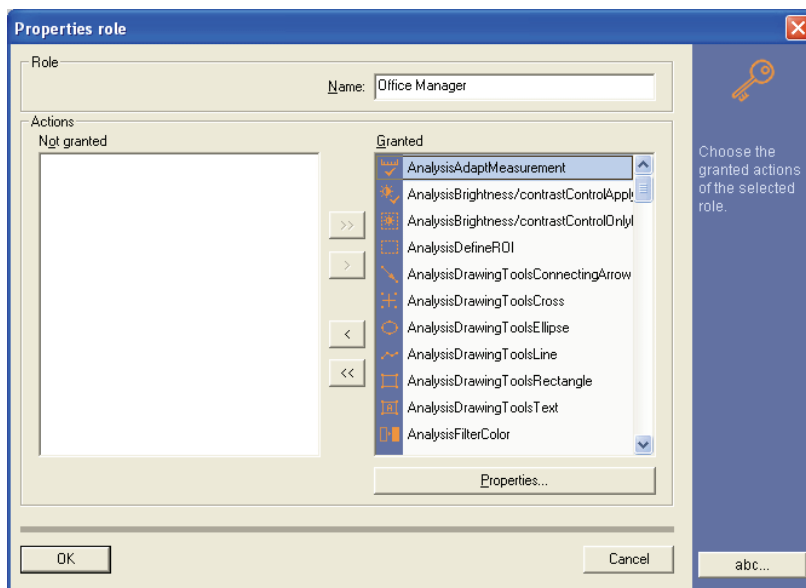 Properties role
Role
Name: Office Manager
Actions
Not granted
Granted
AnalysisAdaptMeasurement
AnalysisBrightness/contrastControlApply
AnalysisBrightness/contrastControlOnly
AnalysisDefineROI
AnalysisDrawingToolsConnectingArrow
AnalysisDrawingToolsCross
AnalysisDrawingToolsEllipse
AnalysisDrawingToolsLine
AnalysisDrawingToolsRectangle
AnalysisDrawingToolsText
AnalysisFilterColor
>>
>
<
<<
Properties...
OK
Cancel
Choose the
granted actions
of the selected
role.
abc...